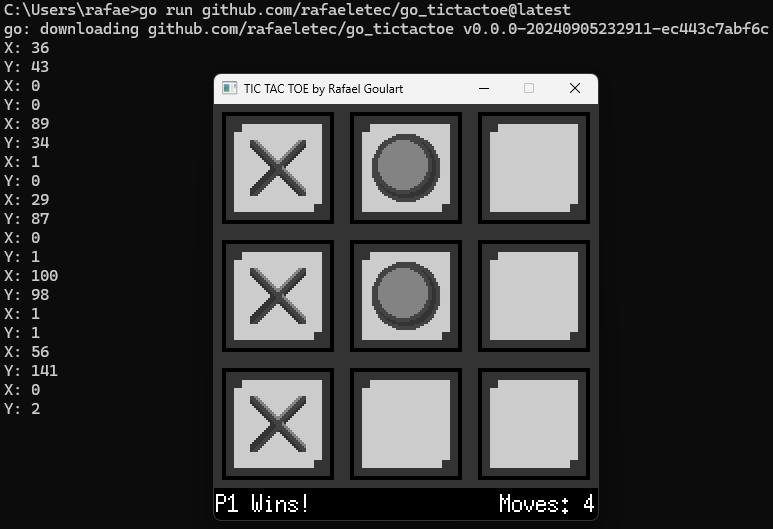 C:\Users\rafae>go run github.com/rafaeletec/go_tictactoe@latest
go: downloading github.com/rafaeletec/go_tictactoe v0.0.0-20240905232911-ec443c7abf6c
X: 36
Y: 43
X: 0
Y: 0
X: 89
Y: 34
X: 1
Y: 0
X: 29
Y: 87
X: 0
Y: 1
X: 100
Y: 98
X: 1
Y: 1
X: 56
Y: 141
X: 0
Y: 2
TIC TAC TOE by Rafael Goulart
P1 Wins!
Moves: 4